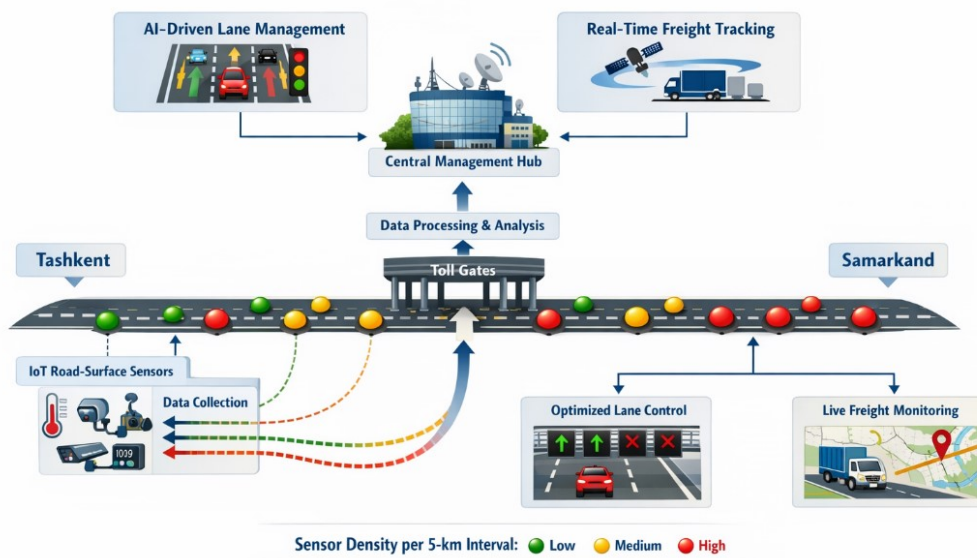 AI-Driven Lane Management
Real-Time Freight Tracking
Central Management Hub
Data Processing & Analysis
Tashkent
Toll Gates
Samarkand
IoT Road-Surface Sensors
Data Collection
1009
Optimized Lane Control
Live Freight Monitoring
Sensor Density per 5-km Interval: Low Medium High